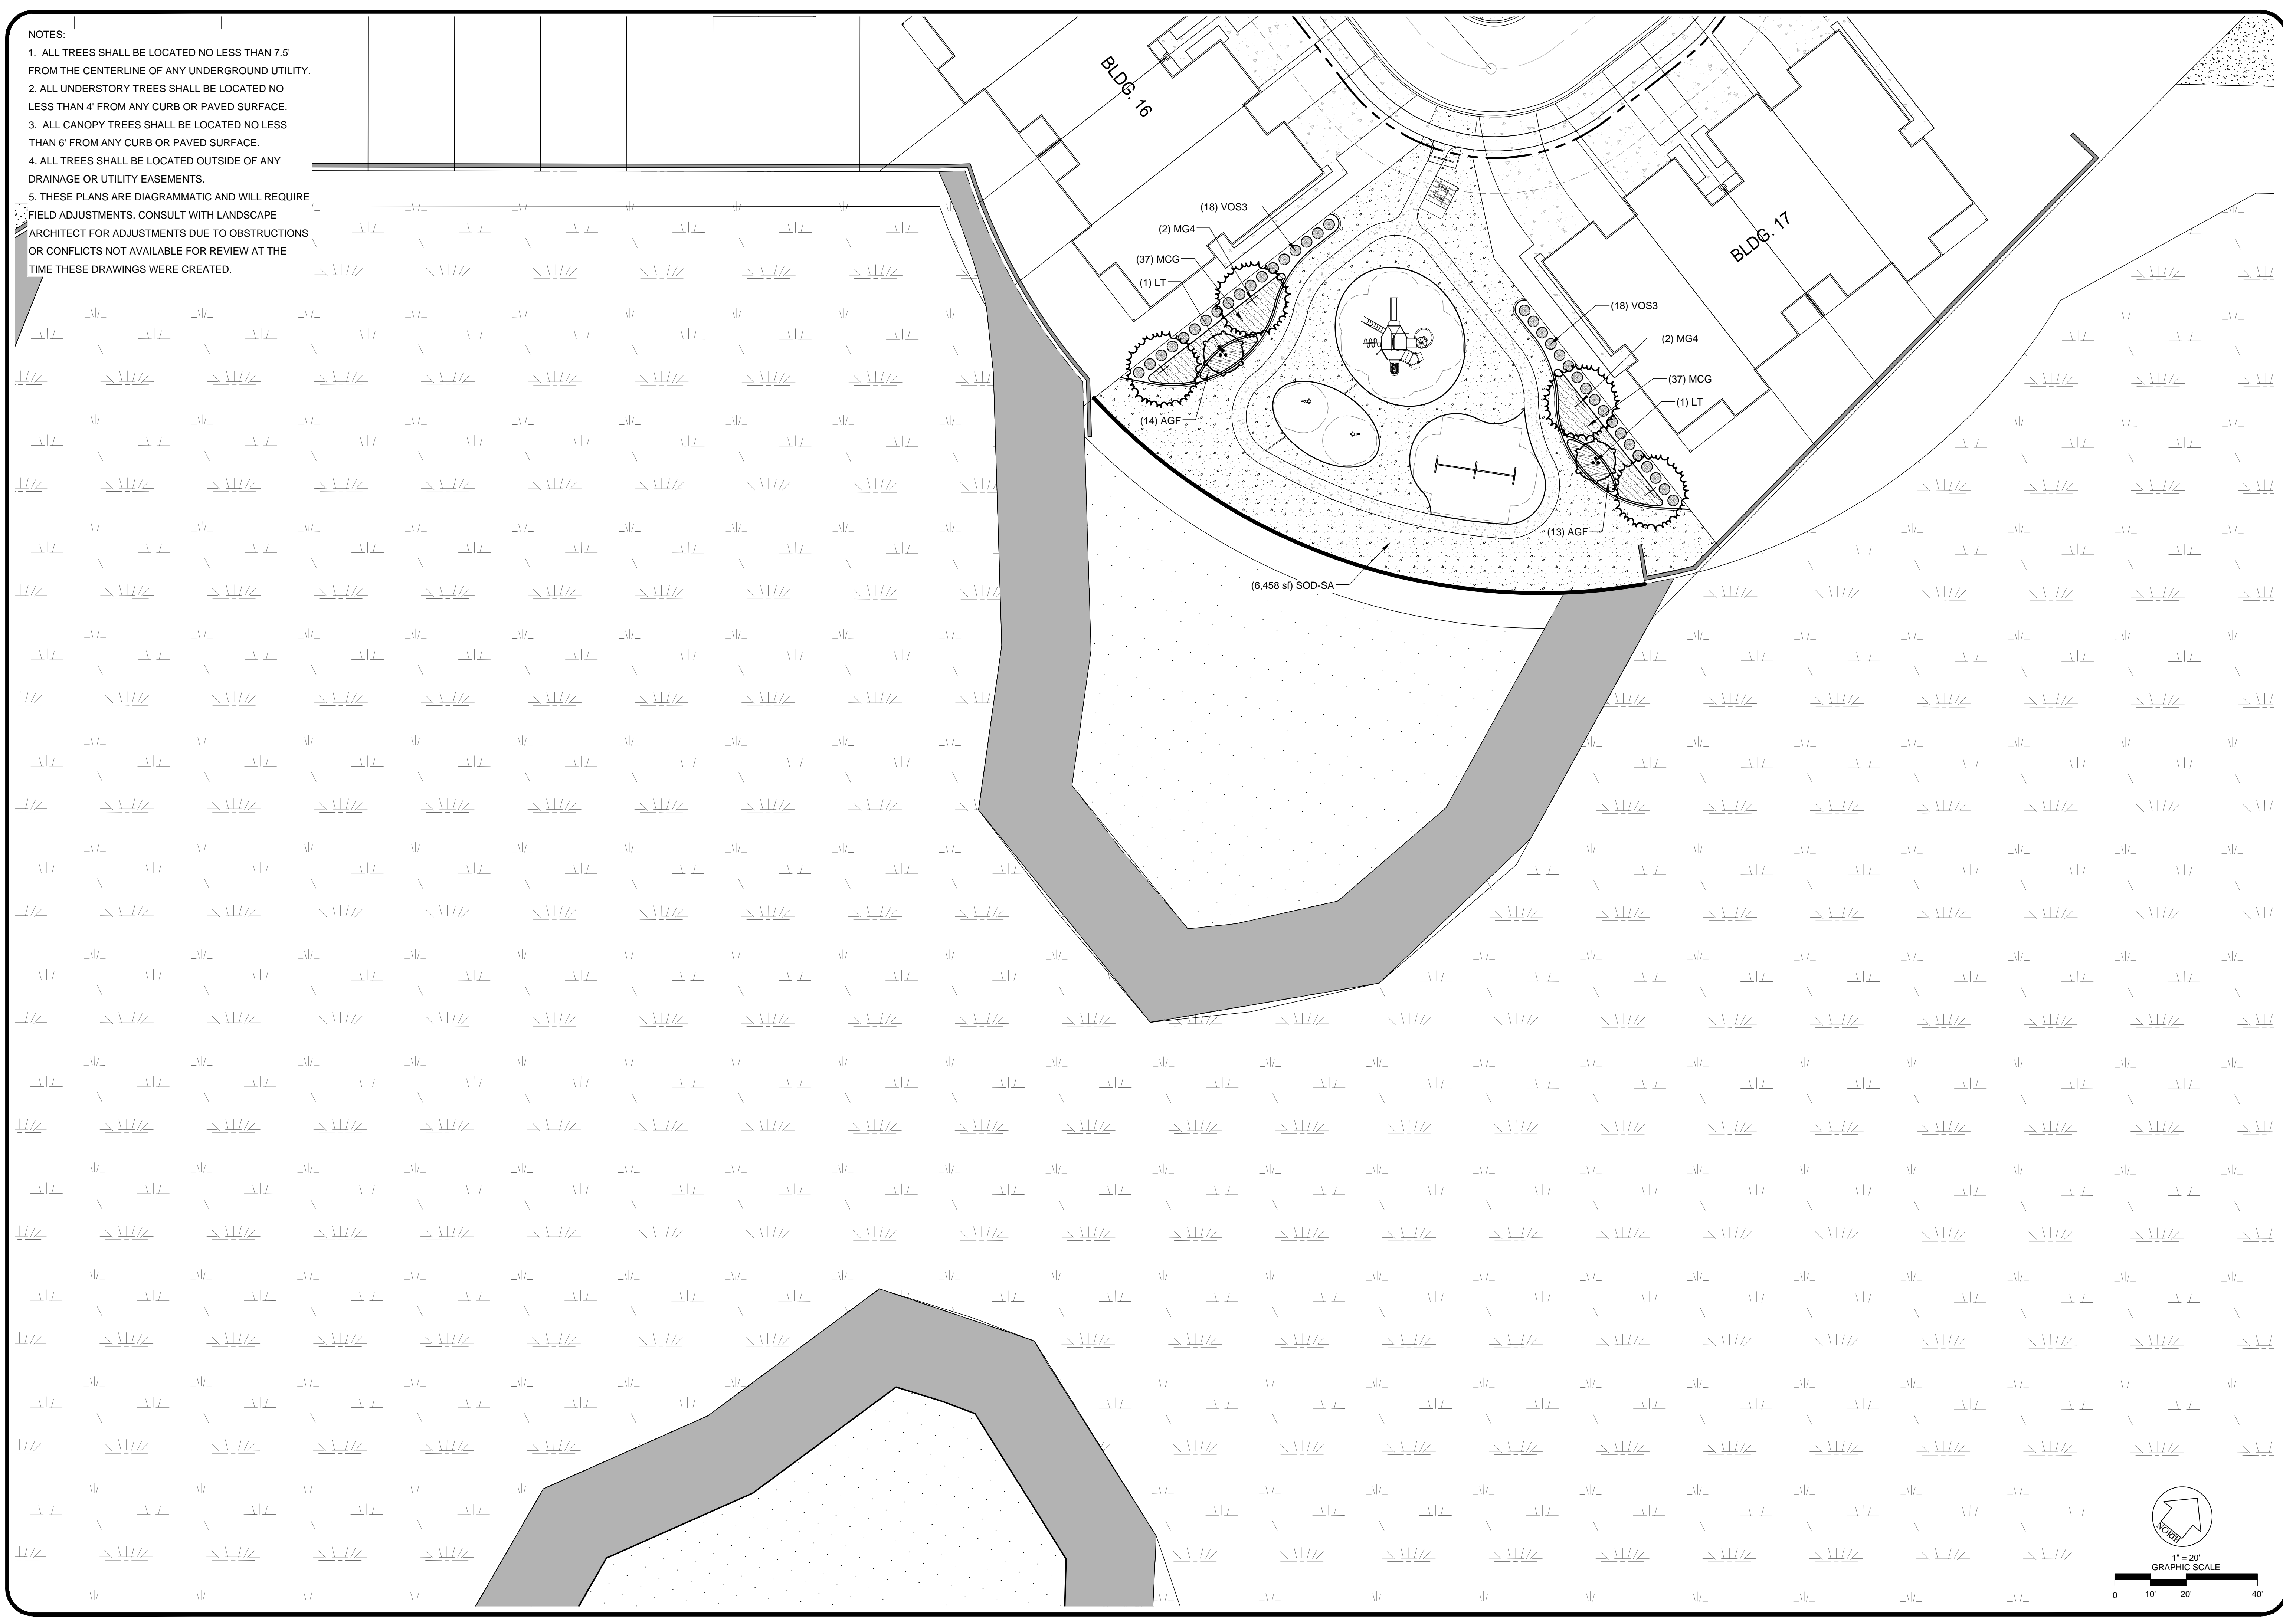 NOTES:
1. ALL TREES SHALL BE LOCATED NO LESS THAN 7.5'
FROM THE CENTERLINE OF ANY UNDERGROUND UTILITY.
2. ALL UNDERSTORY TREES SHALL BE LOCATED NO
LESS THAN 4' FROM ANY CURB OR PAVED SURFACE.
3. ALL CANOPY TREES SHALL BE LOCATED NO LESS
THAN 6' FROM ANY CURB OR PAVED SURFACE.
4. ALL TREES SHALL BE LOCATED OUTSIDE OF ANY
DRAINAGE OR UTILITY EASEMENTS.
5. THESE PLANS ARE DIAGRAMMATIC AND WILL REQUIRE
FIELD ADJUSTMENTS. CONSULT WITH LANDSCAPE
ARCHITECT FOR ADJUSTMENTS DUE TO OBSTRUCTIONS
OR CONFLICTS NOT AVAILABLE FOR REVIEW AT THE
TIME THESE DRAWINGS WERE CREATED.
BLDG. 16
BLDG. 17
(18) VOS3
(2) MG4
(37) MCG
(1) LT
(14) AGF
(18) VOS3
(2) MG4
(37) MCG
(1) LT
(13) AGF
(6,458 sf) SOD-SA
NORTH
1" = 20'
GRAPHIC SCALE
0 10' 20' 40'